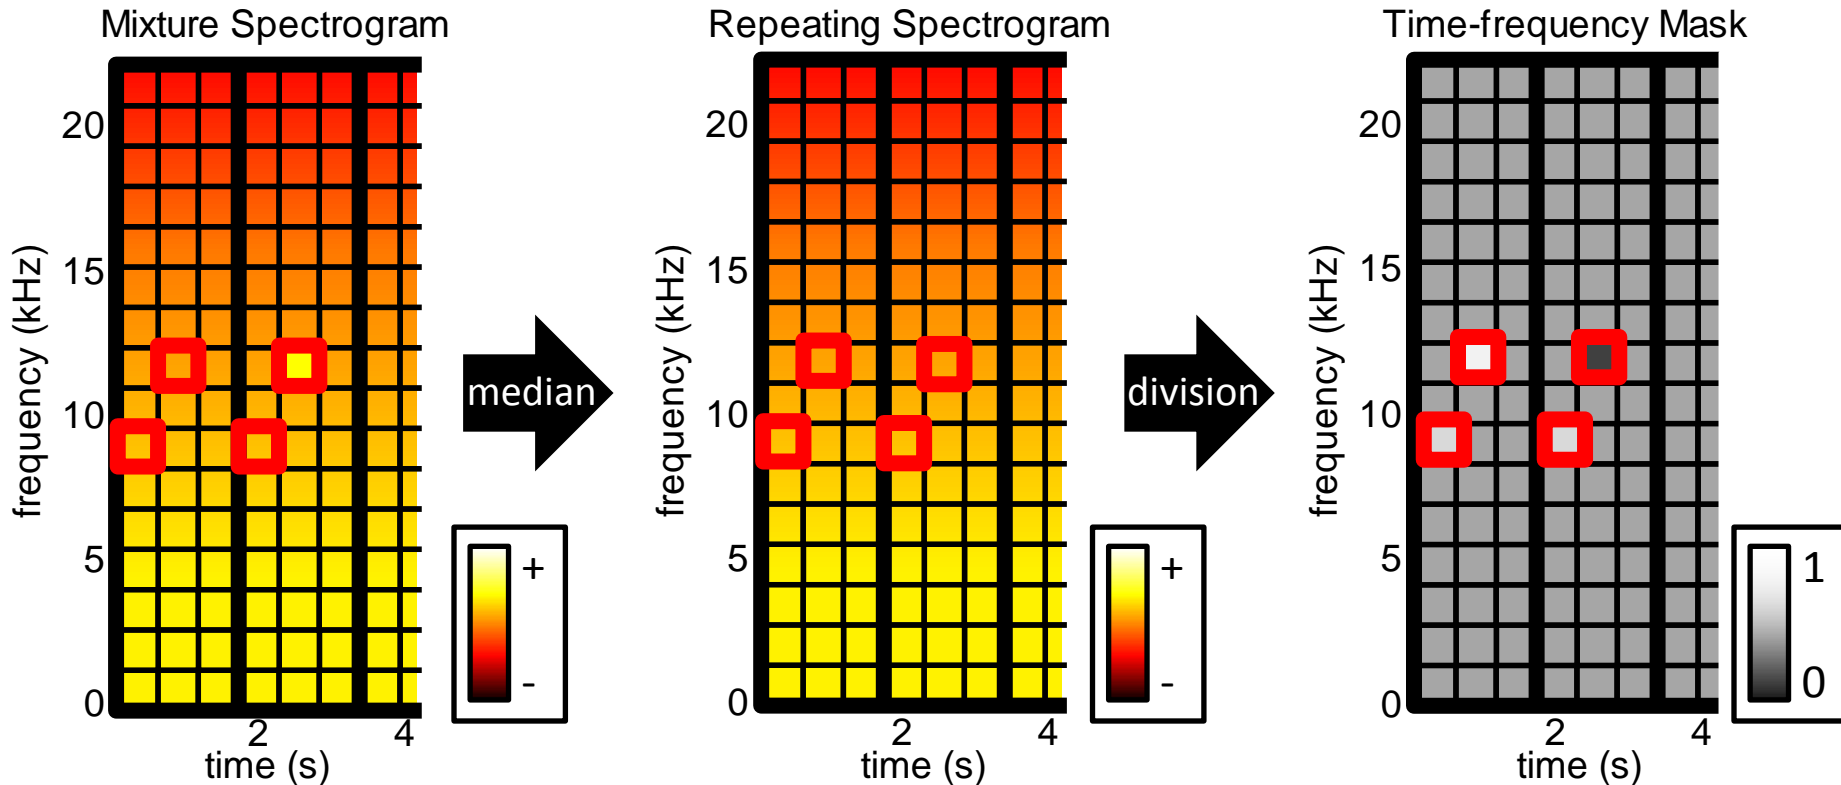 Mixture Spectrogram
Repeating Spectrogram
Time-frequency Mask
frequency (kHz)
20
15
10
5
0
2
4
time (s)
+
-
median
frequency (kHz)
20
15
10
5
0
2
4
time (s)
+
-
division
frequency (kHz)
20
15
10
5
0
2
4
time (s)
1
0